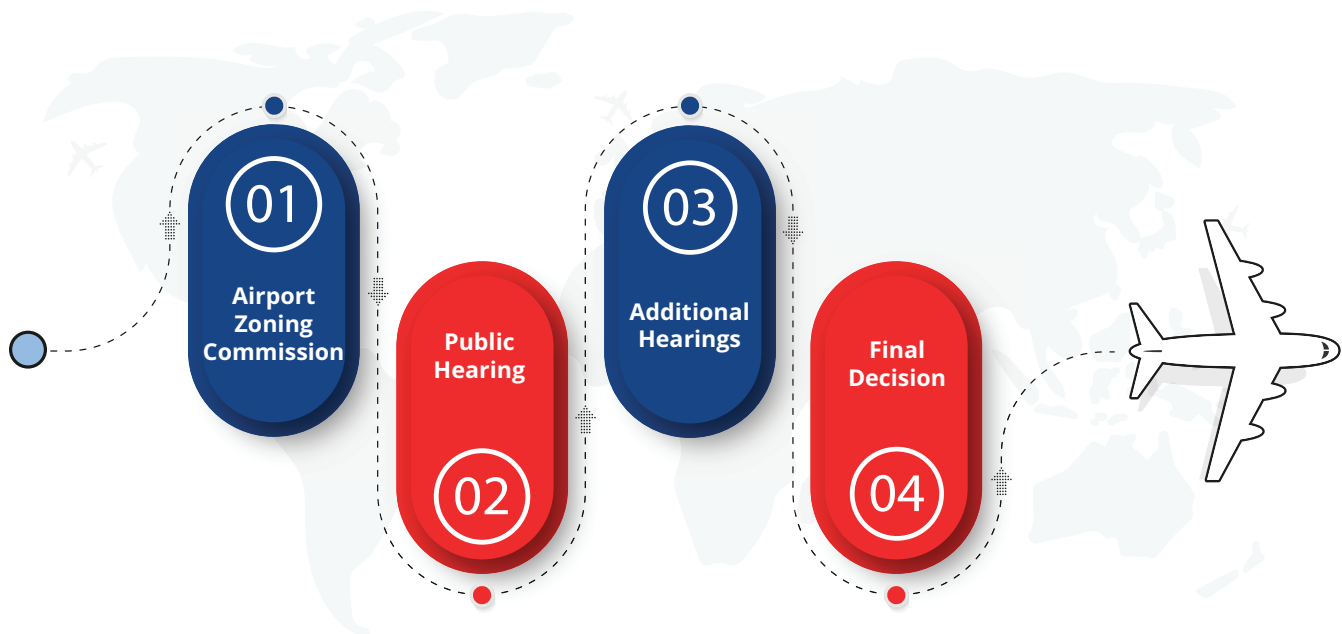 01
Airport
Zoning
Commission
Public
Hearing
02
03
Additional
Hearings
Final
Decision
04